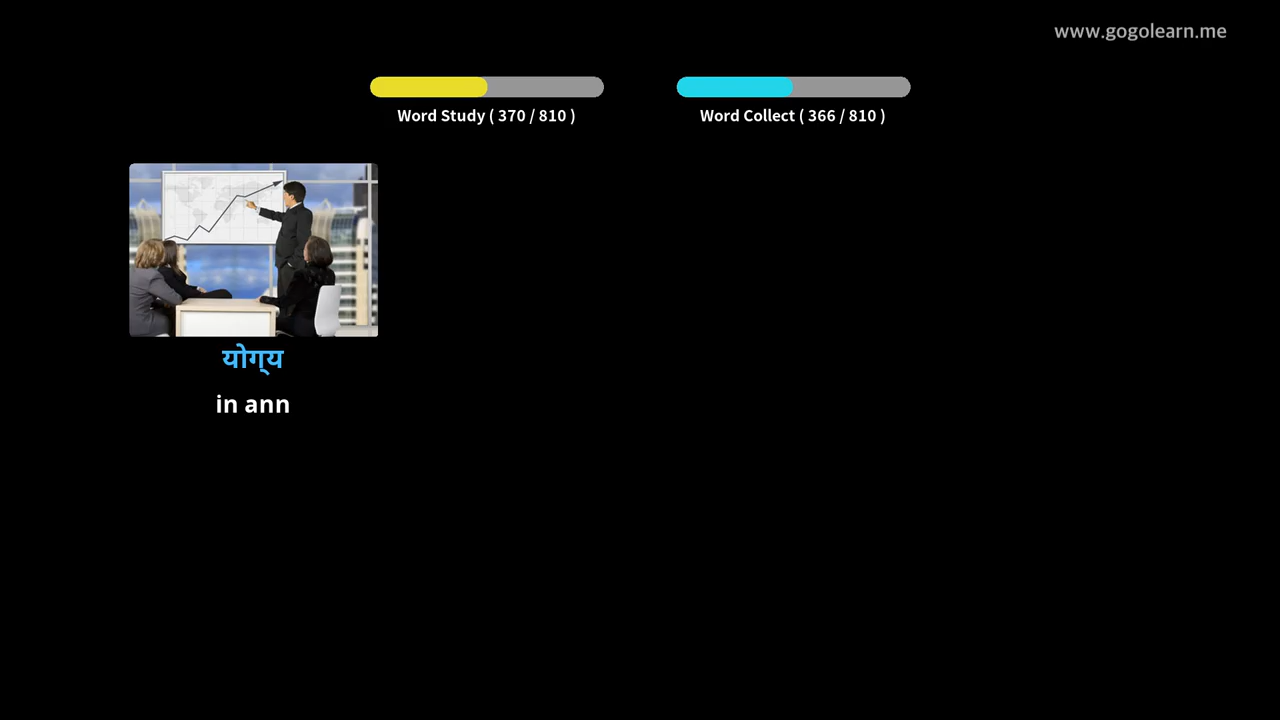 www.gogolearn.me
Word Study ( 370 / 810 )
Word Collect ( 366 / 810 )
योग्‌य
in ann